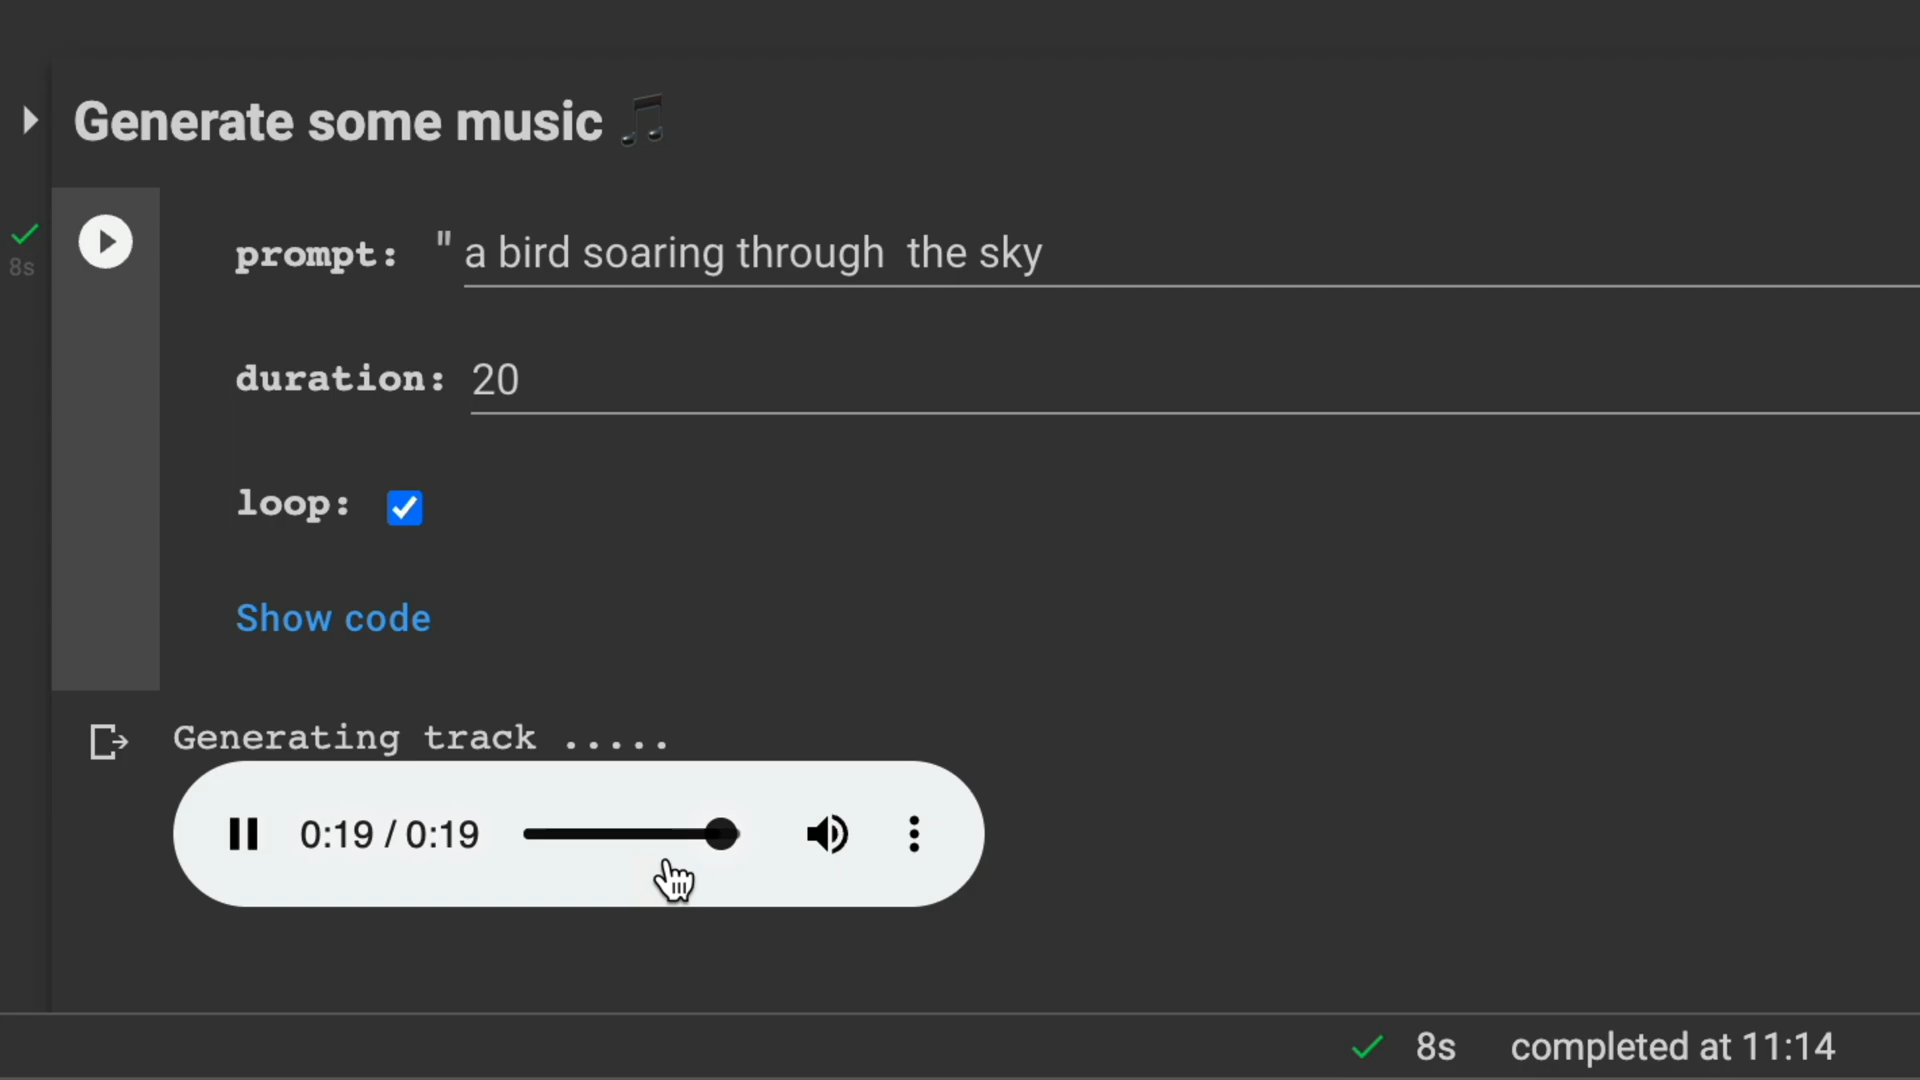 Generate some music 🎵
prompt: " a bird soaring through  the sky
8s
duration: 20
loop:
Show code
Generating track .....
0:19 / 0:19
8s completed at 11:14